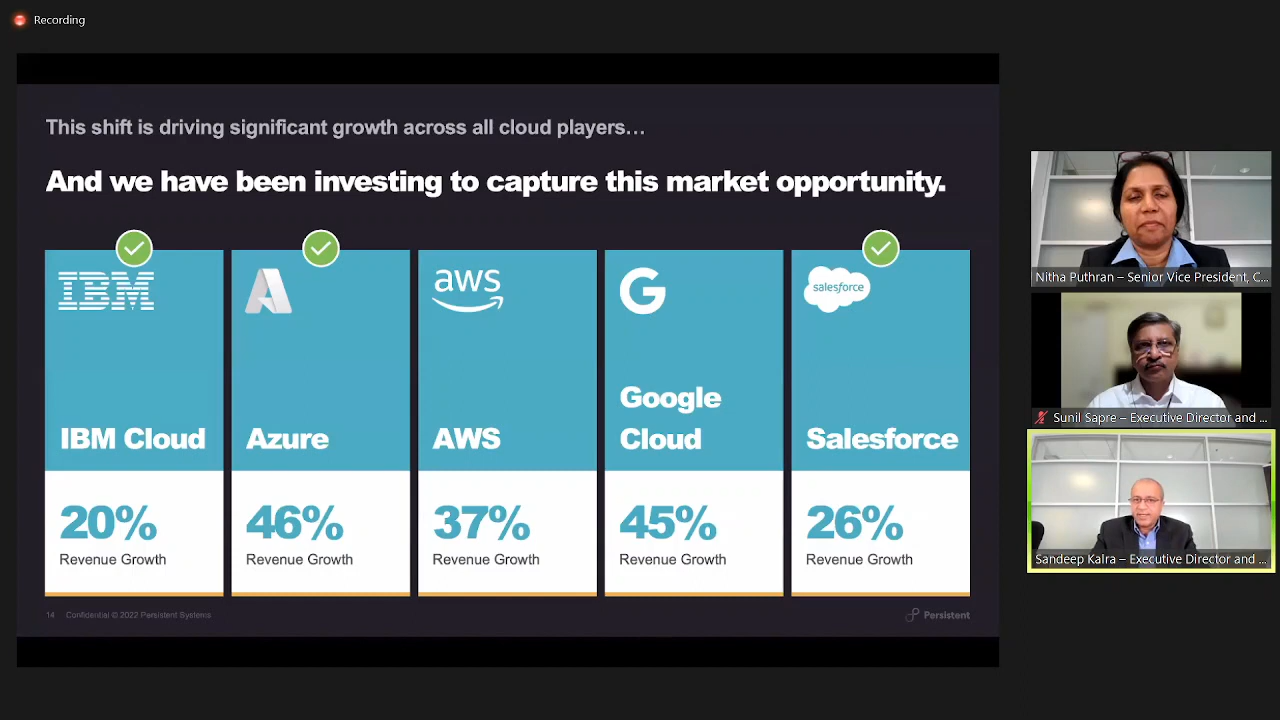 Recording
This shift is driving significant growth across all cloud players…
And we have been investing to capture this market opportunity.
IBM
aws
G
salesforce
IBM Cloud
Azure
AWS
Google
Cloud
Salesforce
20%
Revenue Growth
46%
Revenue Growth
37%
Revenue Growth
45%
Revenue Growth
26%
Revenue Growth
14 Confidential © 2022 Persistent Systems
Persistent
Nitha Puthran – Senior Vice President, C...
Sunil Sapre – Executive Director and ...
Sandeep Kalra – Executive Director and ...